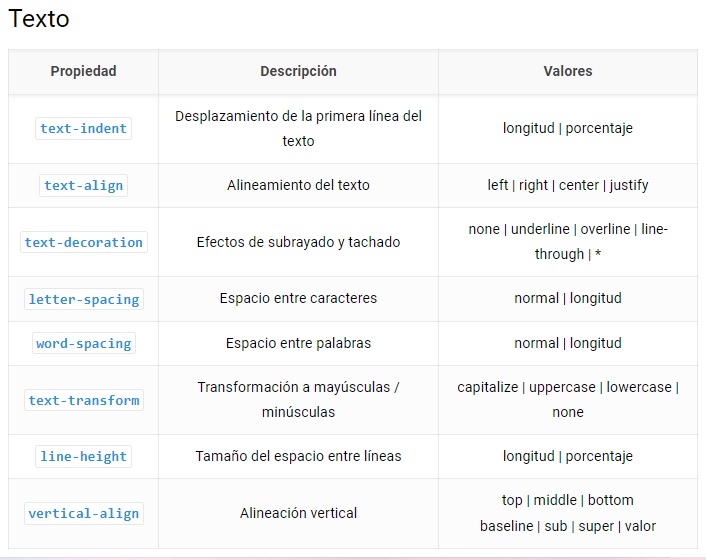 Texto
Propiedad Descripción Valores
text-indent Desplazamiento de la primera línea del texto longitud | porcentaje
text-align Alineamiento del texto left | right | center | justify
text-decoration Efectos de subrayado y tachado none | underline | overline | line-through | *
letter-spacing Espacio entre caracteres normal | longitud
word-spacing Espacio entre palabras normal | longitud
text-transform Transformación a mayúsculas / minúsculas capitalize | uppercase | lowercase | none
line-height Tamaño del espacio entre líneas longitud | porcentaje
vertical-align Alineación vertical top | middle | bottom
baseline | sub | super | valor